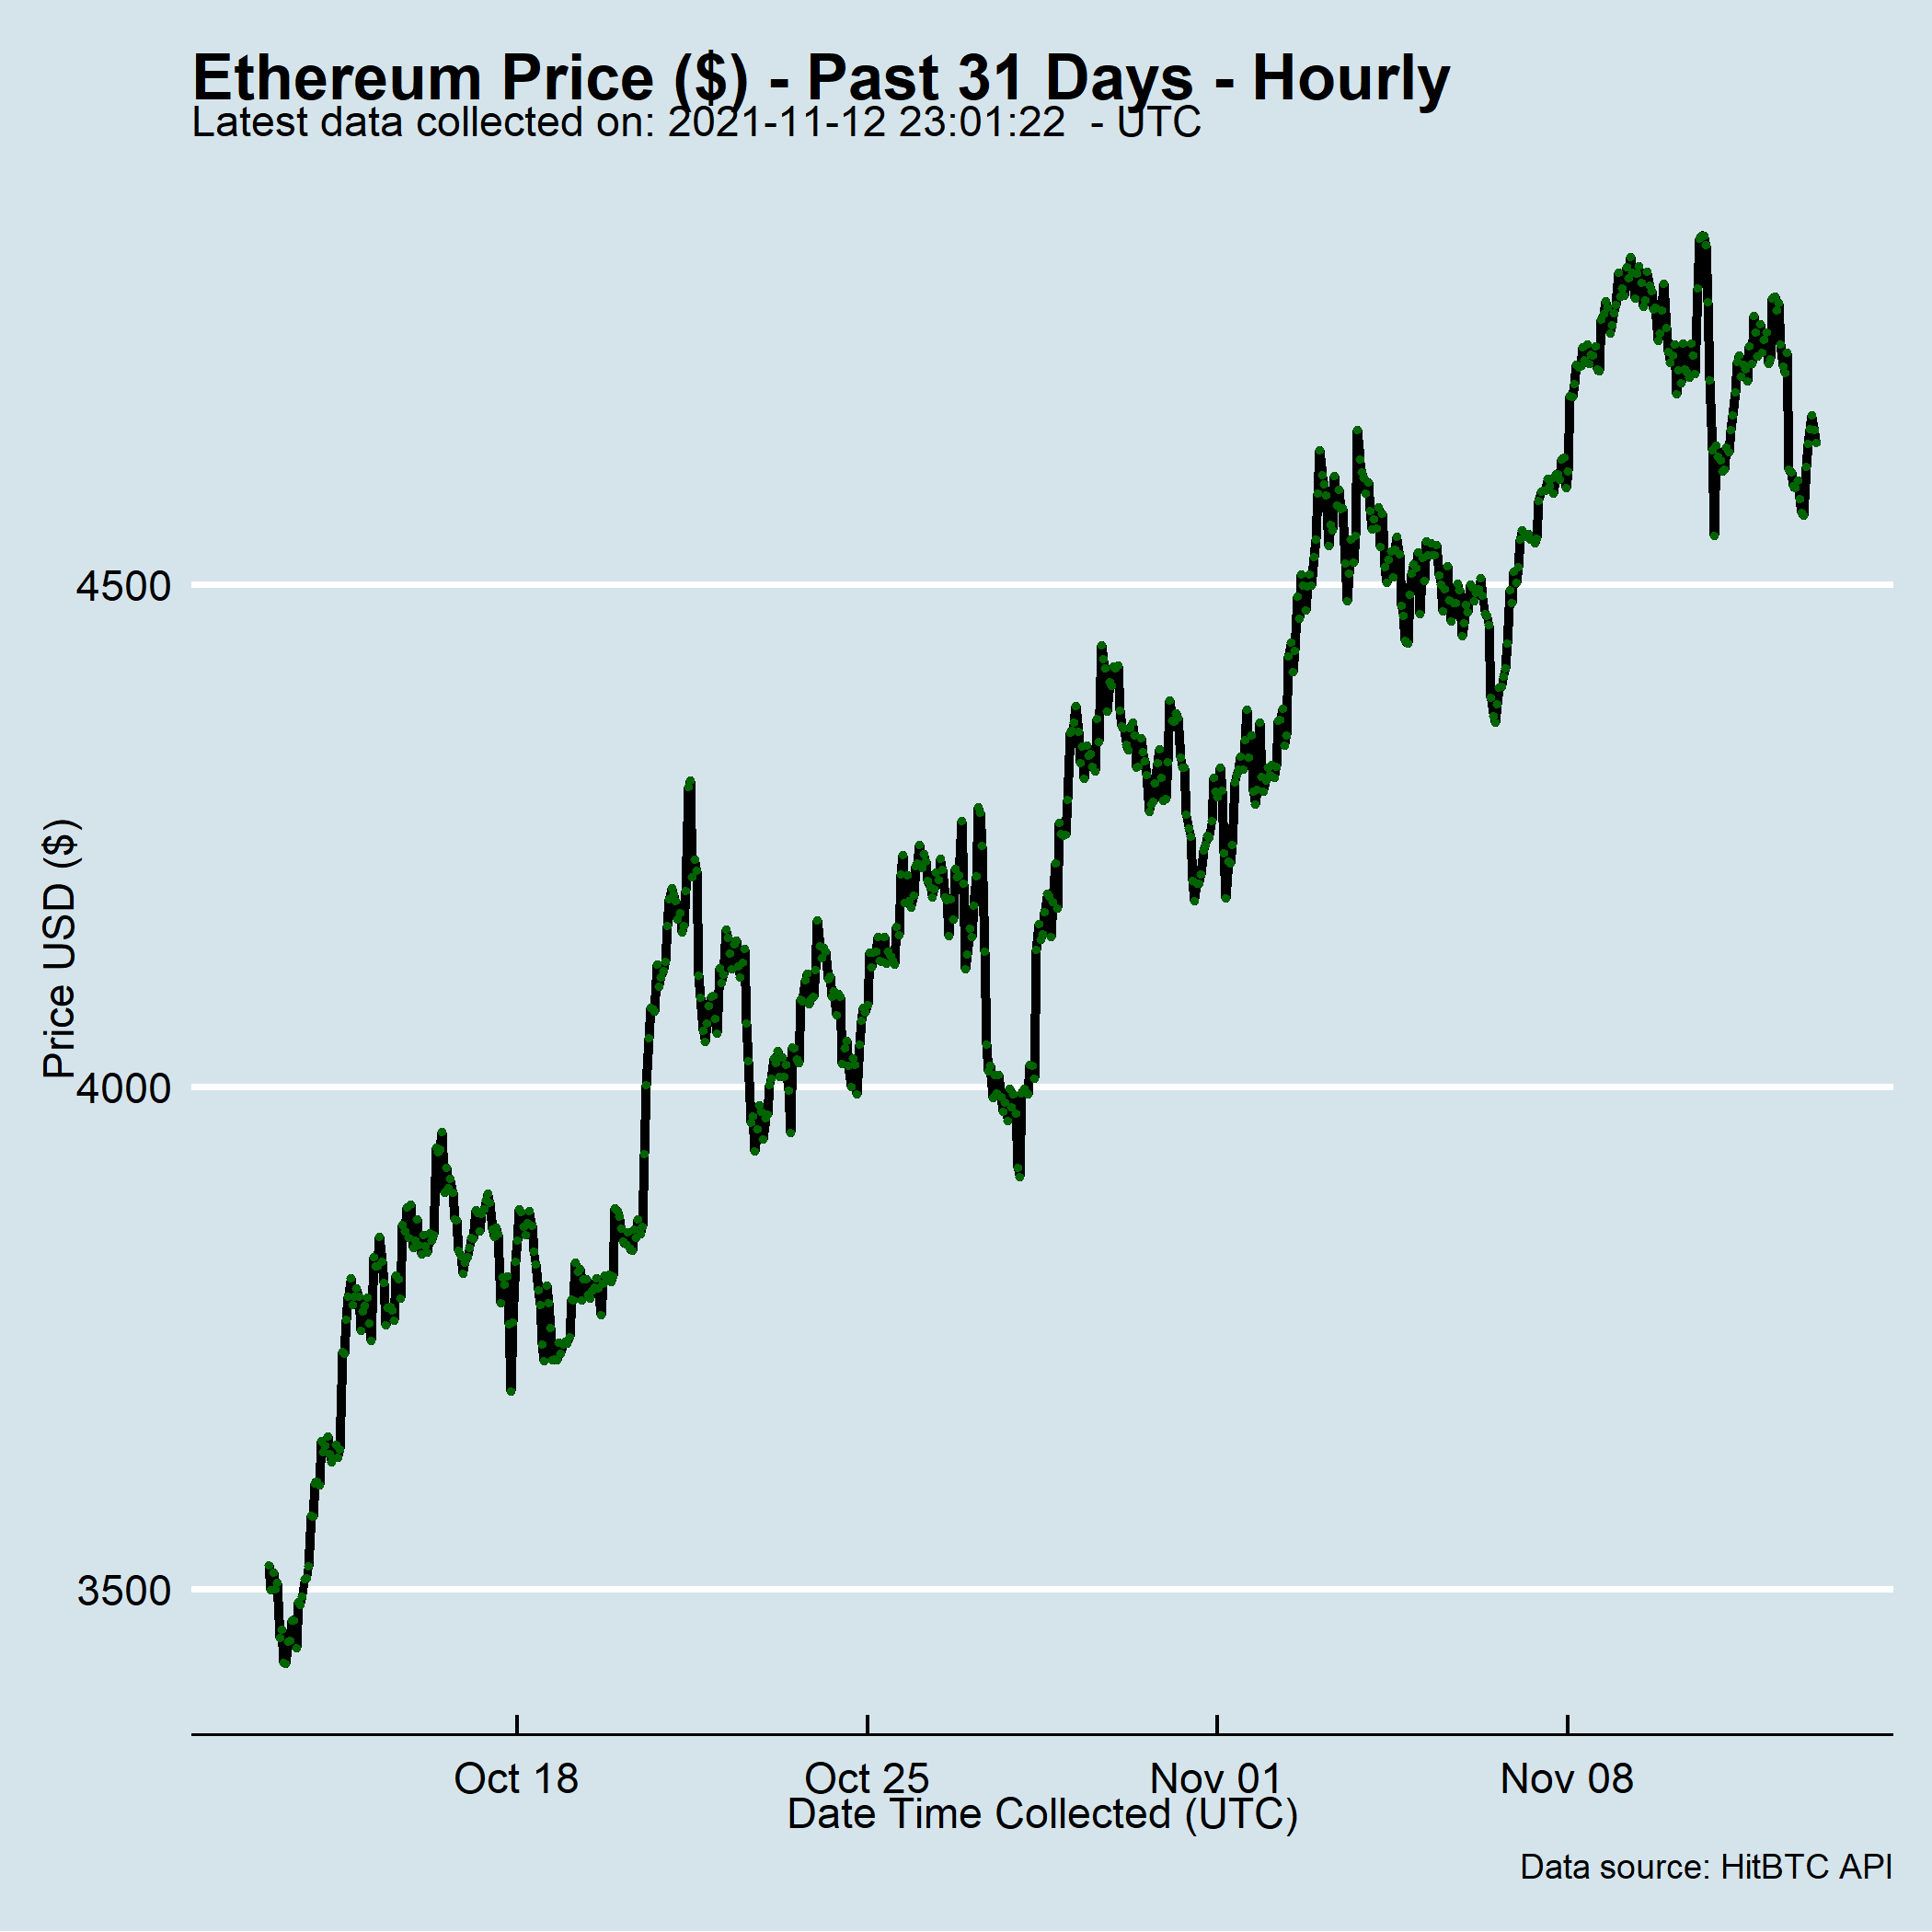 Ethereum Price ($) - Past 31 Days - Hourly
Latest data collected on: 2021-11-12 23:01:22  - UTC
Price USD ($)
4500
4000
3500
Oct 18 Oct 25 Nov 01 Nov 08
Date Time Collected (UTC)
Data source: HitBTC API